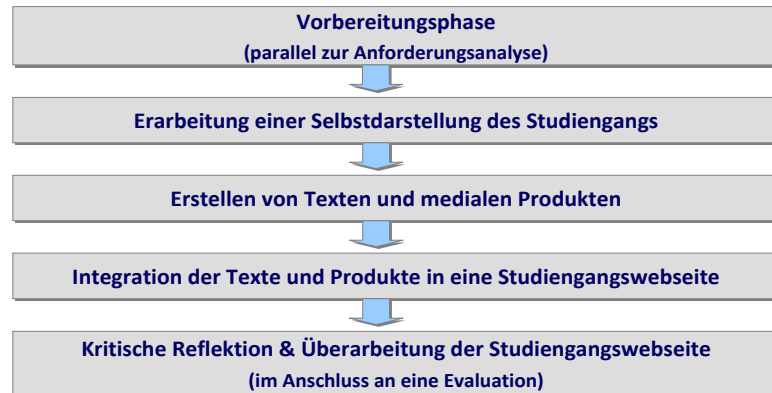 Vorbereitungsphase
(parallel zur Anforderungsanalyse)
Erarbeitung einer Selbstdarstellung des Studiengangs
Erstellen von Texten und medialen Produkten
Integration der Texte und Produkte in eine Studiengangswebseite
Kritische Reflektion & Überarbeitung der Studiengangswebseite
(im Anschluss an eine Evaluation)